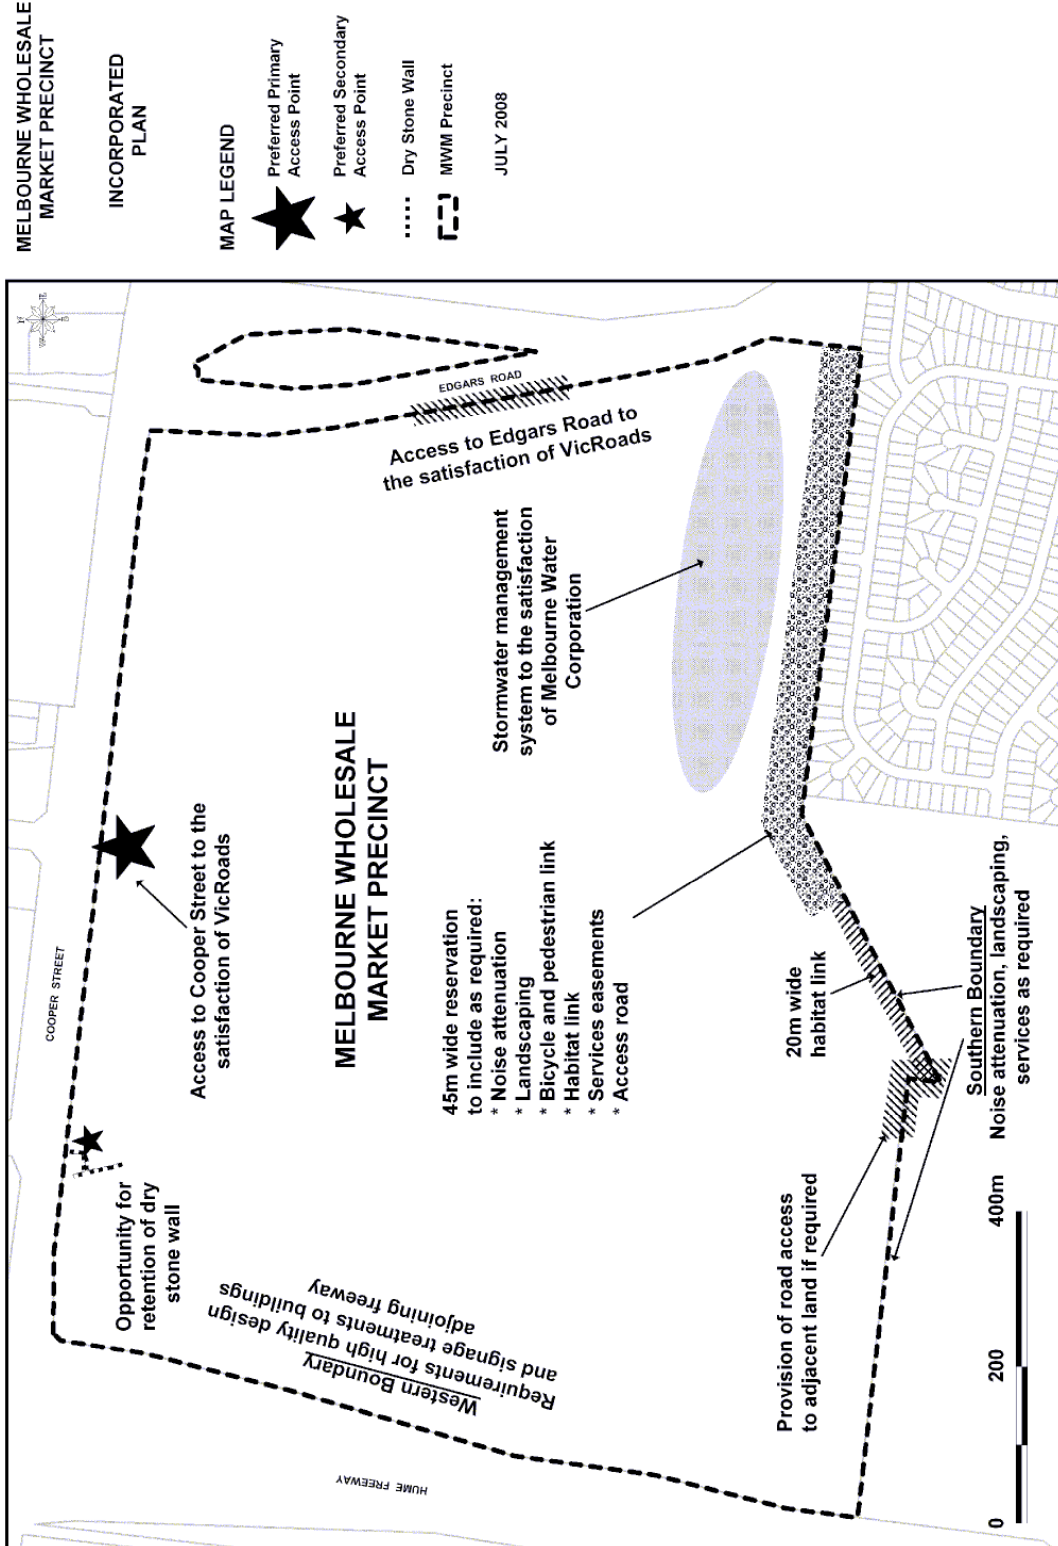 MELBOURNE WHOLESALE
MARKET PRECINCT
INCORPORATED
PLAN
MAP LEGEND
Preferred Primary
Access Point
Preferred Secondary
Access Point
Dry Stone Wall
MWM Precinct
JULY 2008
COOPER STREET
EDGARS ROAD
HUME FREEWAY
Access to Edgars Road to
the satisfaction of VicRoads
Access to Cooper Street to the
satisfaction of VicRoads
Opportunity for
retention of dry
stone wall
MELBOURNE WHOLESALE
MARKET PRECINCT
Stormwater management
system to the satisfaction
of Melbourne Water
Corporation
45m wide reservation
to include as required:
* Noise attenuation
* Landscaping
* Bicycle and pedestrian link
* Habitat link
* Services easements
* Access road
Western Boundary
Requirements for high quality design
and signage treatments to buildings
adjoining freeway
20m wide
habitat link
Provision of road access
to adjacent land if required
Southern Boundary
Noise attenuation, landscaping,
services as required
0
200
400m